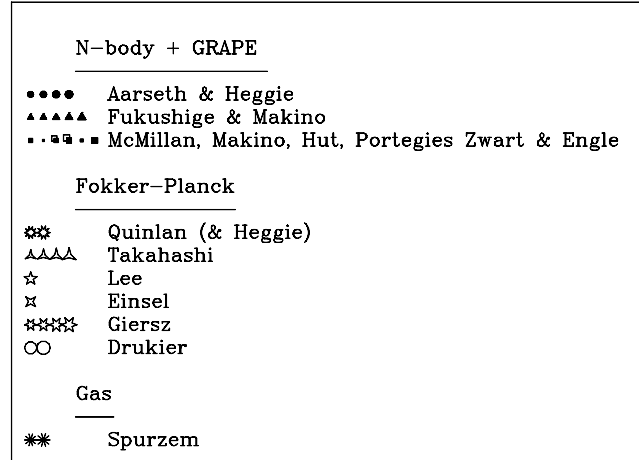 N-body + GRAPE
Aarseth & Heggie
Fukushige & Makino
McMillan, Makino, Hut, Portegies Zwart & Engle
Fokker-Planck
Quinlan (& Heggie)
Takahashi
Lee
Einsel
Giersz
Drukier
Gas
Spurzem